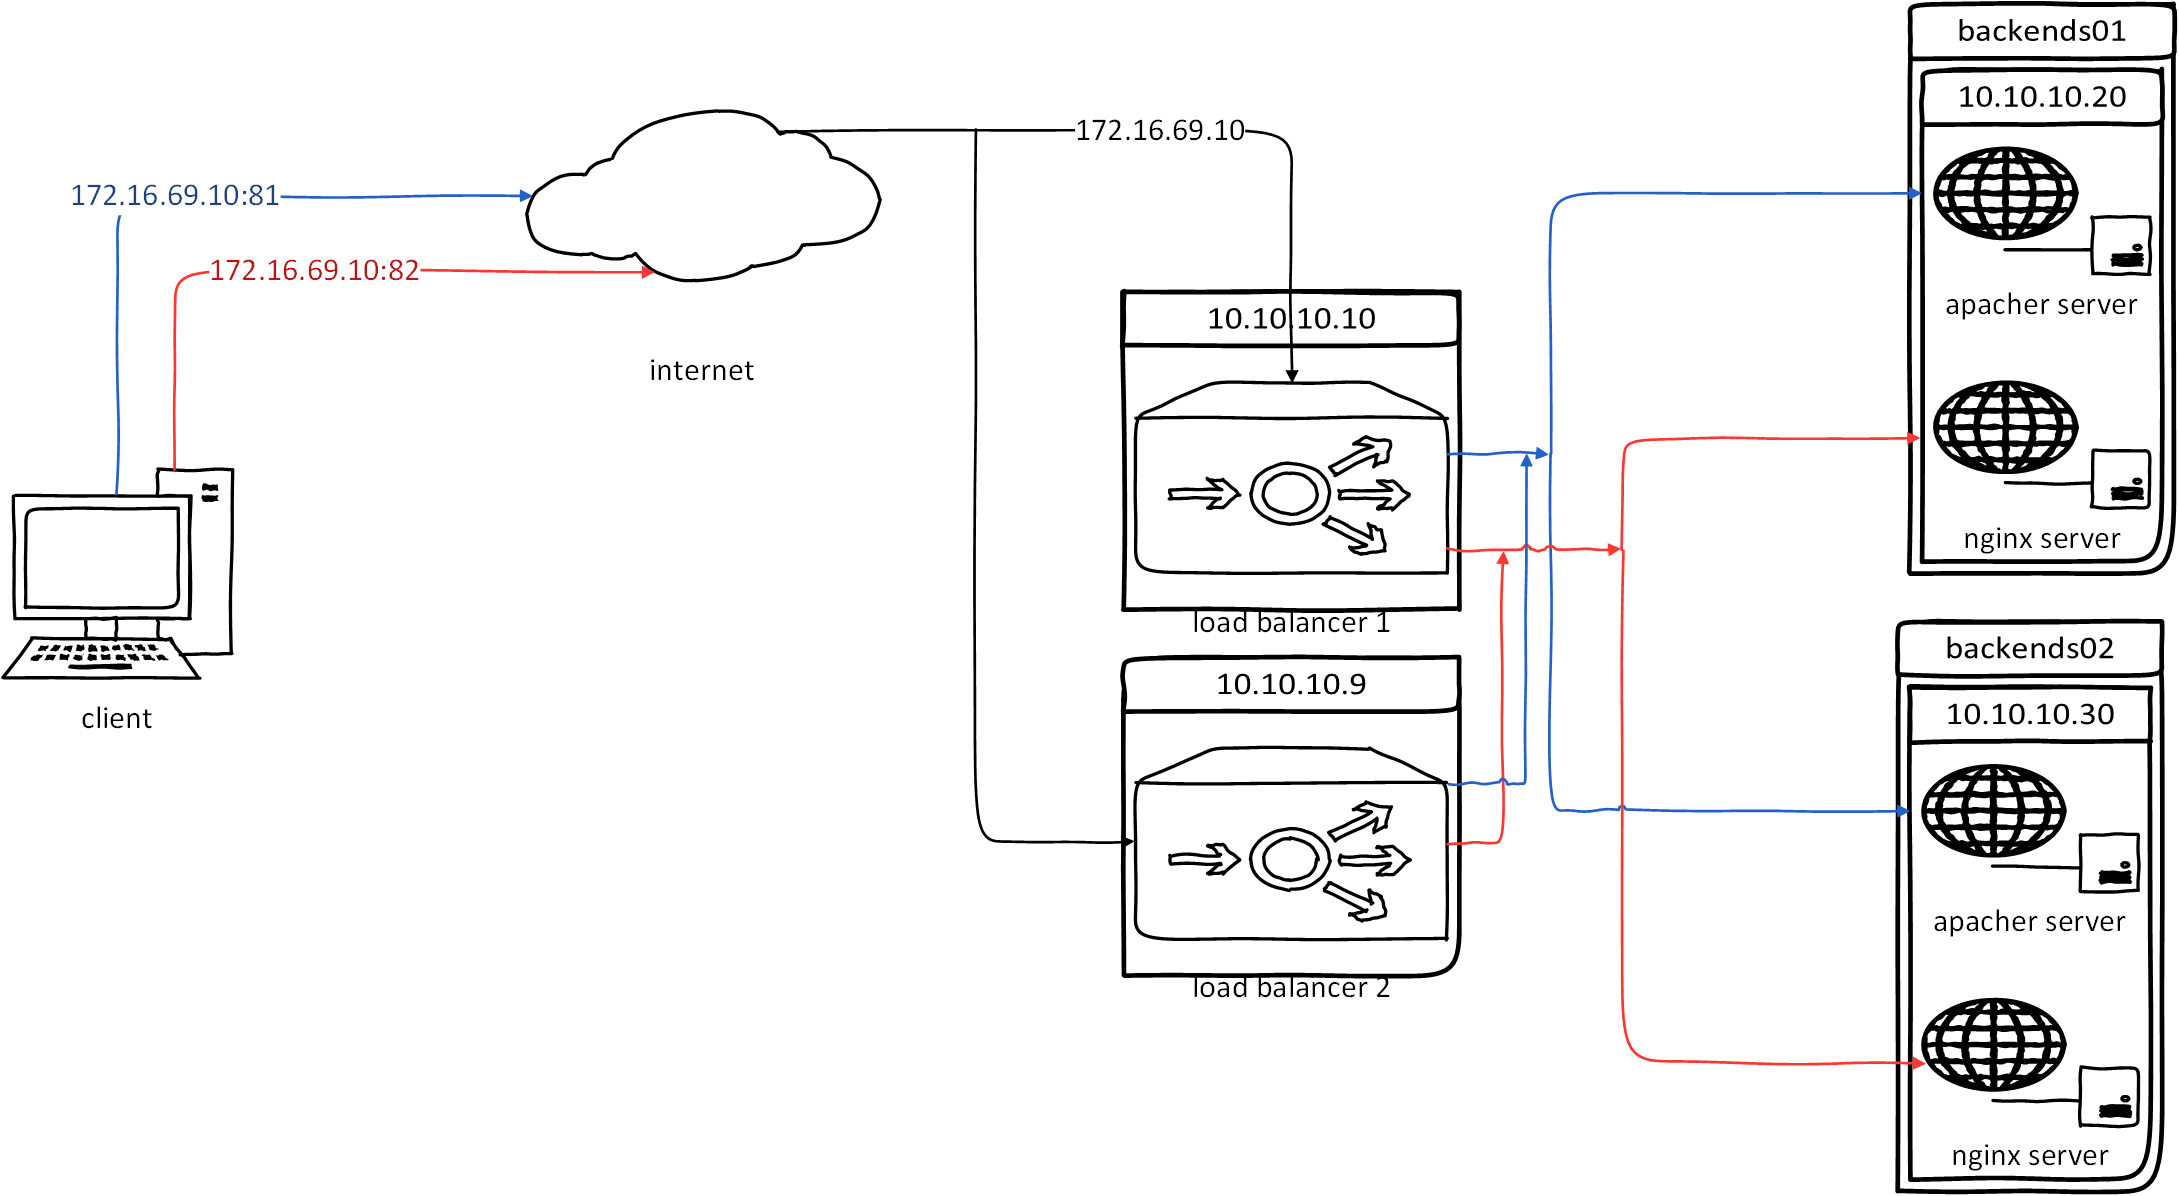 172.16.69.10:81
172.16.69.10:82
internet
client
172.16.69.10
10.10.10.10
load balancer 1
10.10.10.9
load balancer 2
backends01
10.10.10.20
apacher server
nginx server
backends02
10.10.10.30
apacher server
nginx server